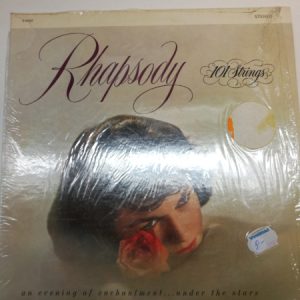 STEREO
Rhapsody
101 Strings
an evening of enchantment... under the stars